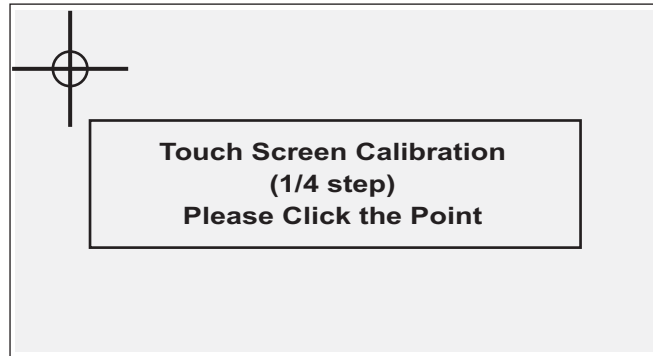 Touch Screen Calibration
(1/4 step)
Please Click the Point